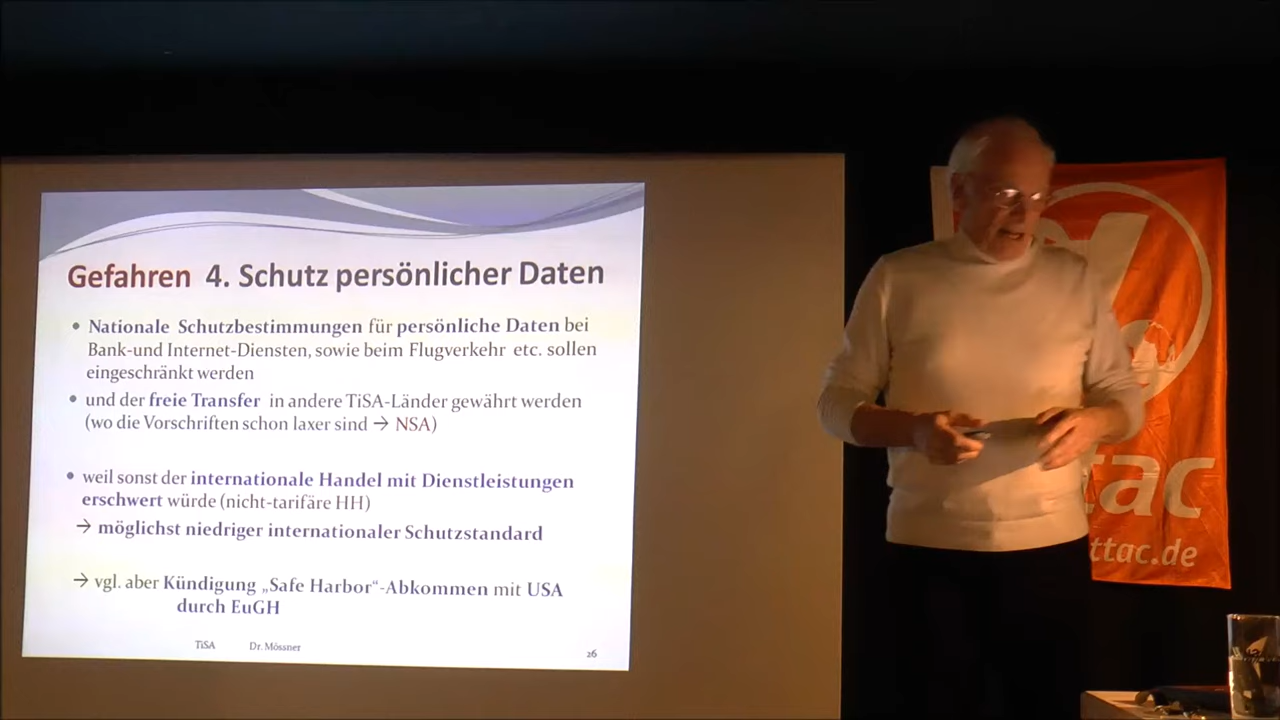 Gefahren 4. Schutz persönlicher Daten
• Nationale Schutzbestimmungen für persönliche Daten bei
Bank-und Internet-Diensten, sowie beim Flugverkehr etc. sollen
eingeschränkt werden
• und der freie Transfer in andere TiSA-Länder gewährt werden
(wo die Vorschriften schon laxer sind → NSA)
• weil sonst der internationale Handel mit Dienstleistungen
erschwert würde (nicht-tarifäre HH)
→ möglichst niedriger internationaler Schutzstandard
→ vgl. aber Kündigung „Safe Harbor“-Abkommen mit USA
durch EuGH
TiSA Dr. Mössner 26
tac
ttac.de